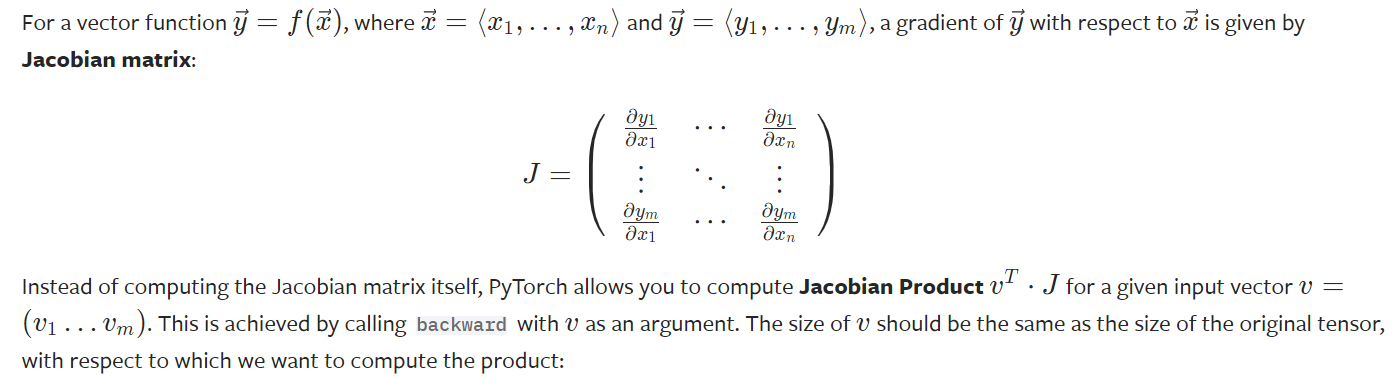 For a vector function $\vec{y} = f(\vec{x})$, where $\vec{x} = \langle x_1, \ldots, x_n \rangle$ and $\vec{y} = \langle y_1, \ldots, y_m \rangle$, a gradient of $\vec{y}$ with respect to $\vec{x}$ is given by
Jacobian matrix:
$J = \begin{pmatrix} \frac{\partial y_1}{\partial x_1} & \cdots & \frac{\partial y_1}{\partial x_n} \\ \vdots & \ddots & \vdots \\ \frac{\partial y_m}{\partial x_1} & \cdots & \frac{\partial y_m}{\partial x_n} \end{pmatrix}$
Instead of computing the Jacobian matrix itself, PyTorch allows you to compute Jacobian Product $v^T \cdot J$ for a given input vector $v =$
$(v_1 \ldots v_m)$. This is achieved by calling backward with $v$ as an argument. The size of $v$ should be the same as the size of the original tensor,
with respect to which we want to compute the product: